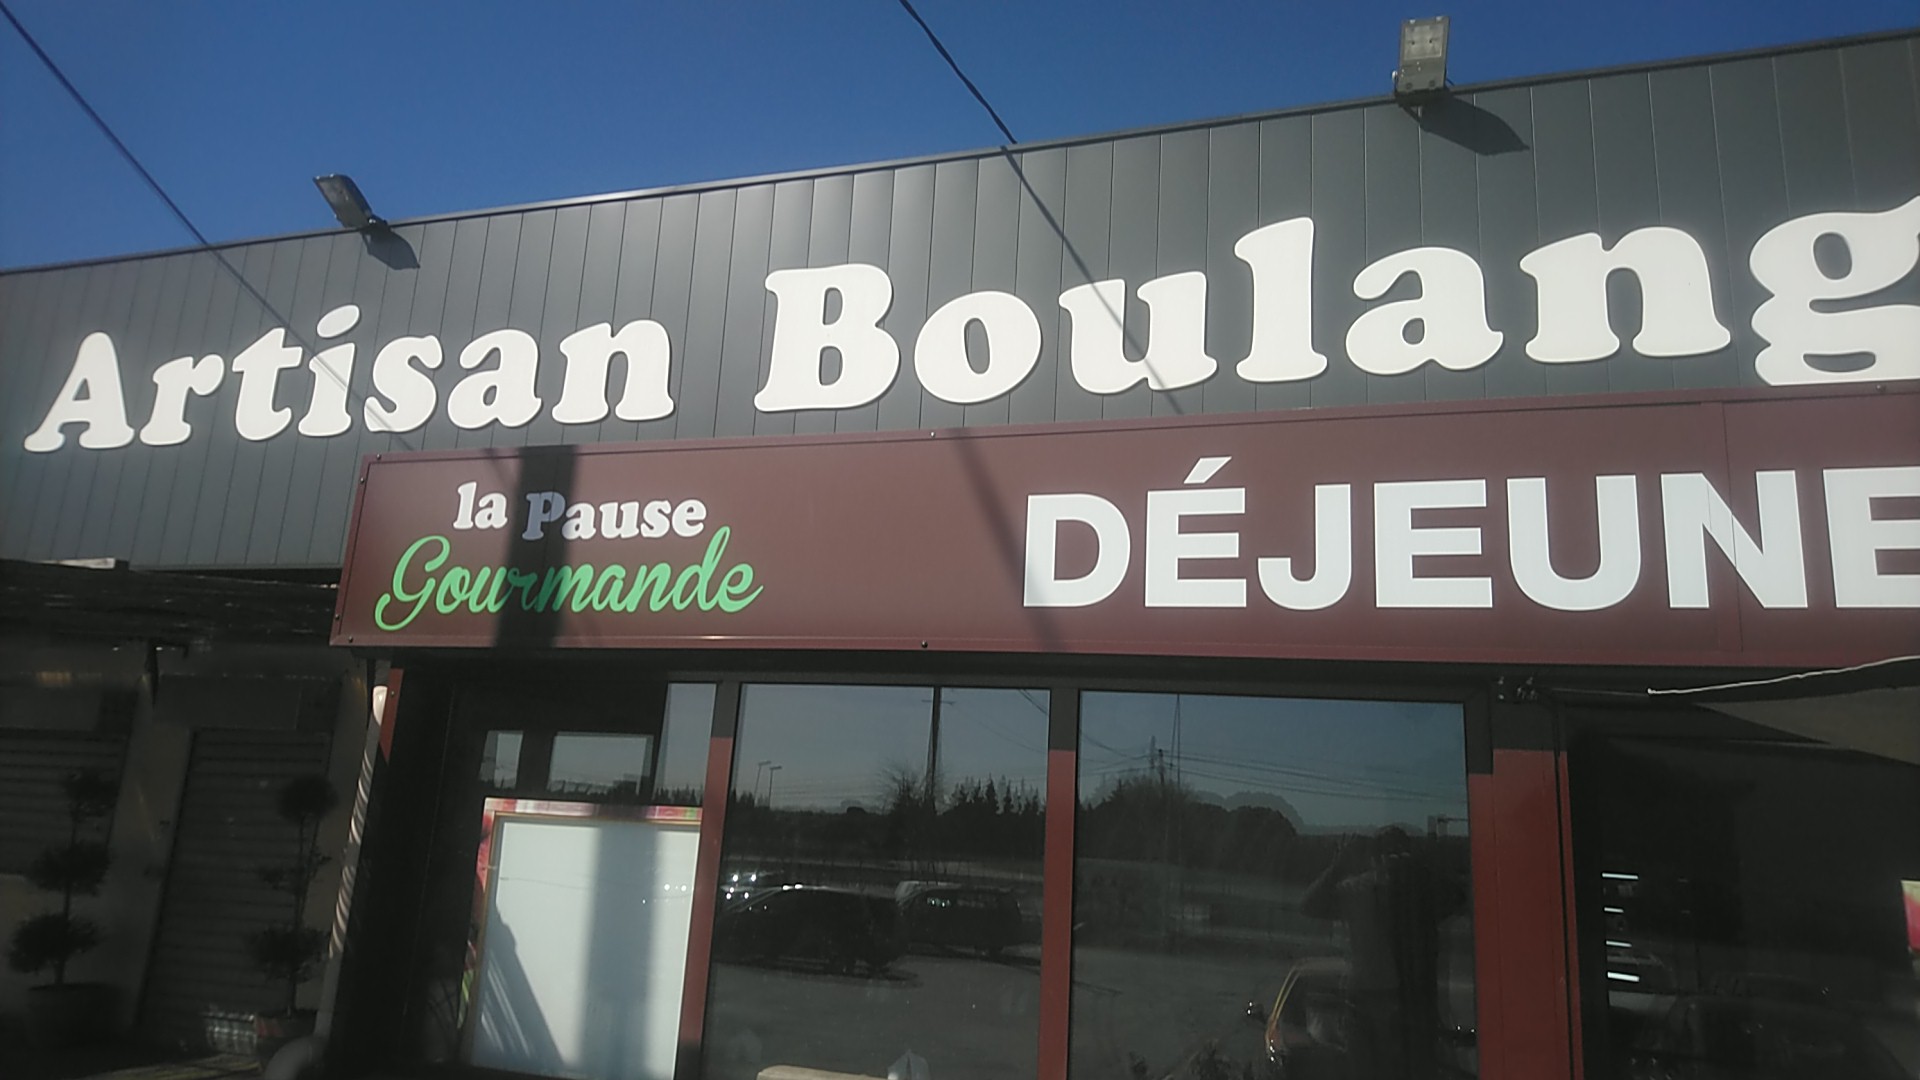 Artisan Boulang
la Pause
Gourmande
DÉJEUNE